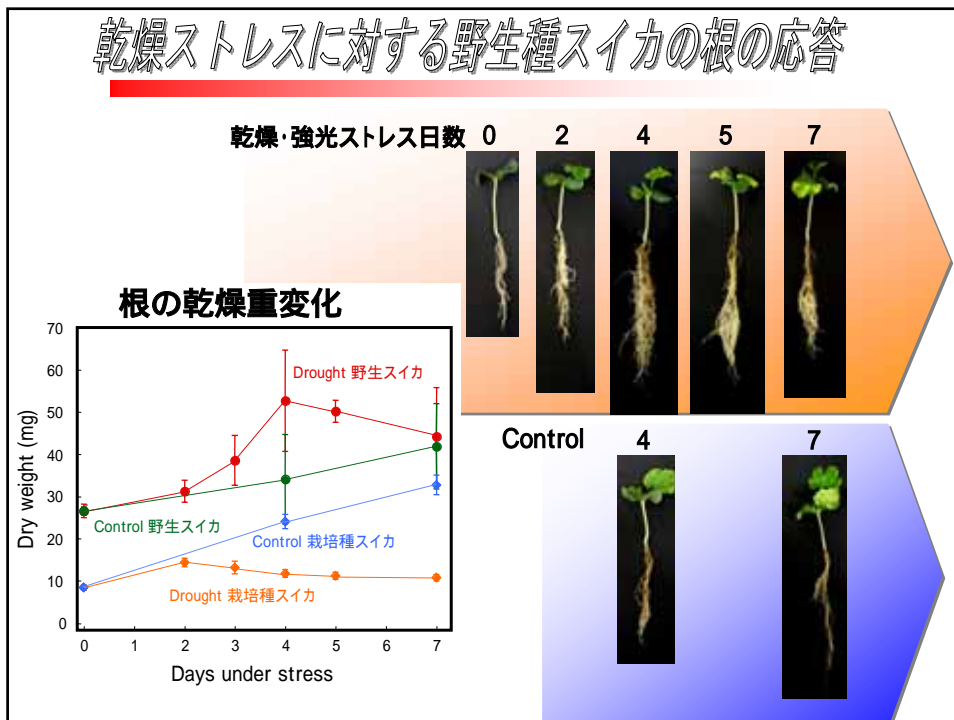 乾燥ストレスに対する野生種スイカの根の応答
乾燥・強光ストレス日数 0 2 4 5 7
根の乾燥重変化
70
60
50
40
30
20
10
0
Dry weight (mg)
Drought 野生スイカ
Control 野生スイカ
Control 栽培種スイカ
Drought 栽培種スイカ
0 1 2 3 4 5 6 7
Days under stress
Control 4 7